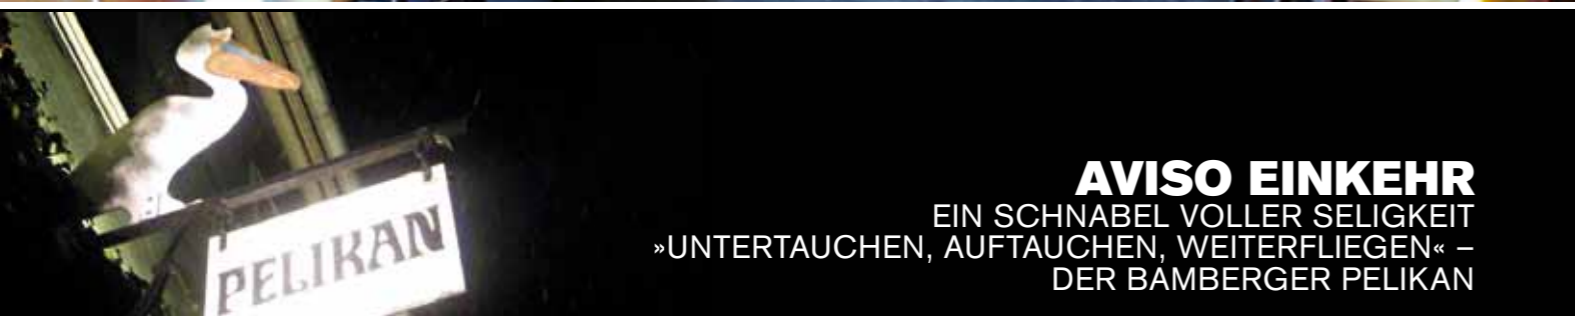 PELIKAN
AVISO EINKEHR
EIN SCHNABEL VOLLER SELIGKEIT
»UNTERTAUCHEN, AUFTAUCHEN, WEITERFLIEGEN« –
DER BAMBERGER PELIKAN